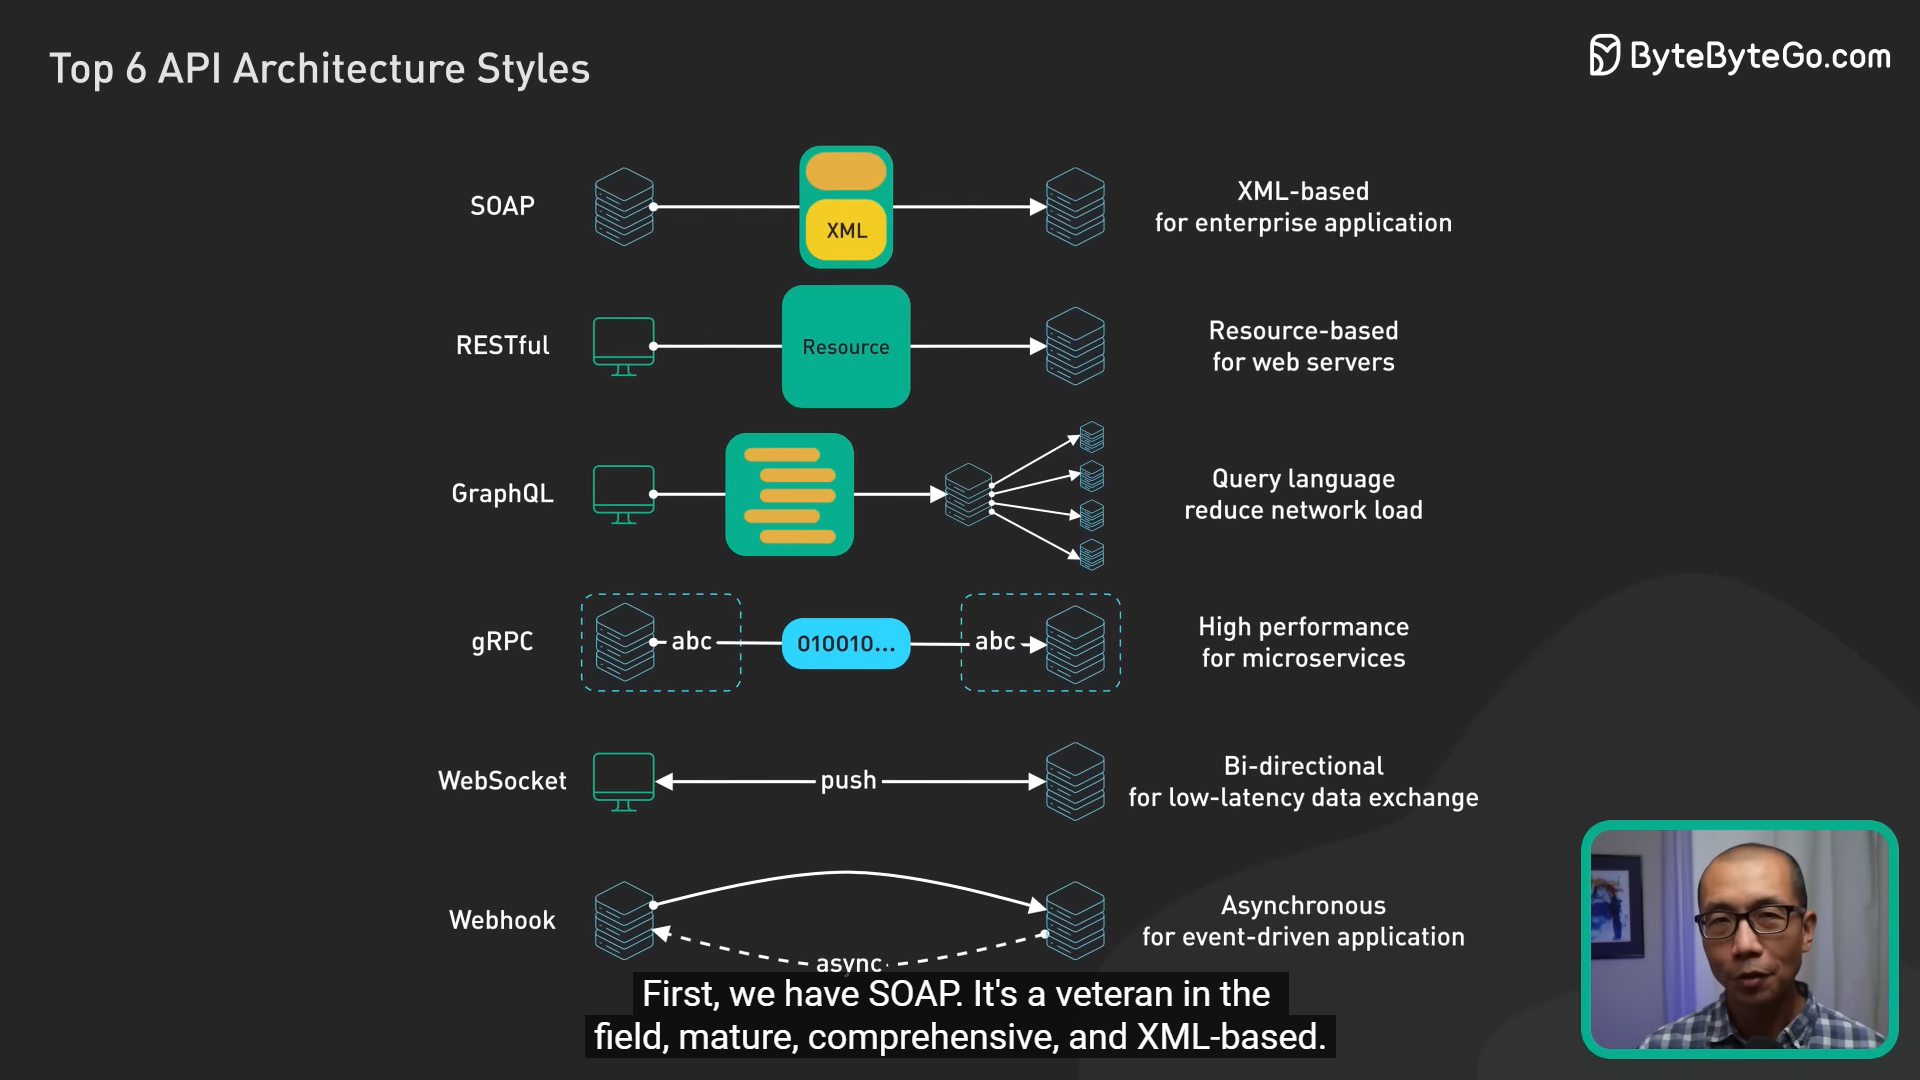 Top 6 API Architecture Styles
ByteByteGo.com
SOAP
XML
XML-based
for enterprise application
RESTful
Resource
Resource-based
for web servers
GraphQL
Query language
reduce network load
gRPC
abc
010010...
abc
High performance
for microservices
WebSocket
push
Bi-directional
for low-latency data exchange
Webhook
async
Asynchronous
for event-driven application
First, we have SOAP. It's a veteran in the
field, mature, comprehensive, and XML-based.